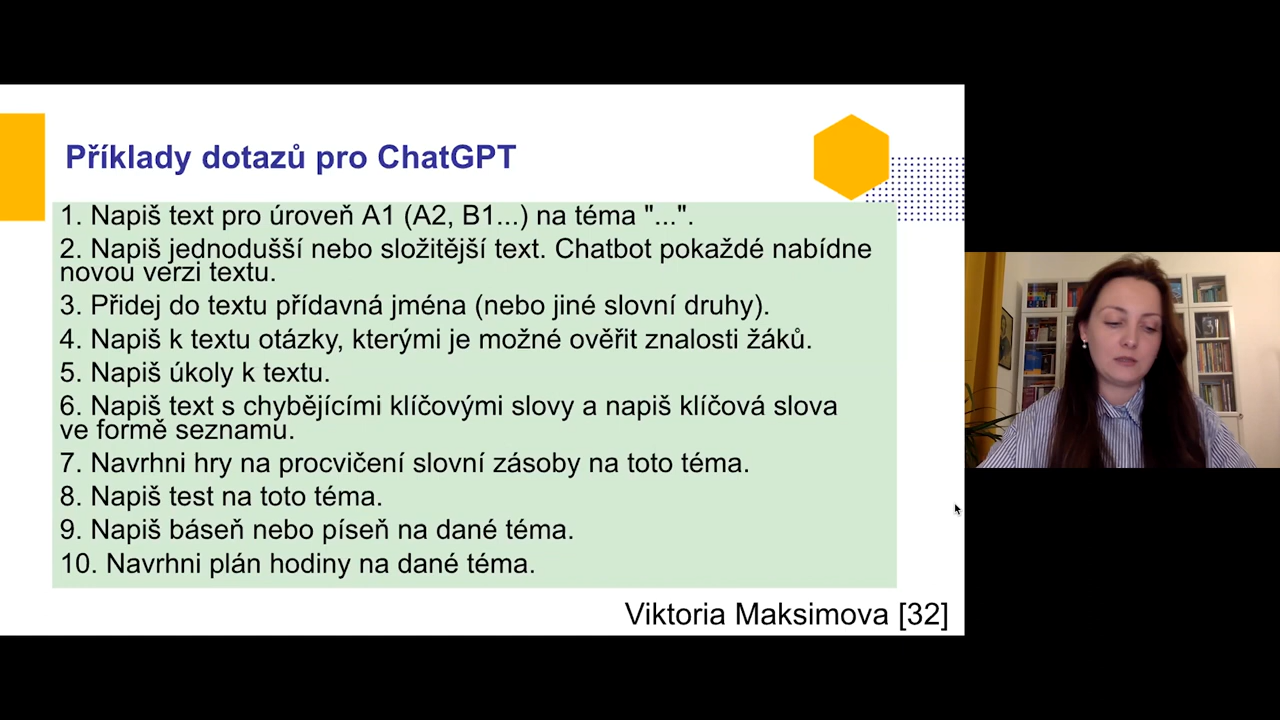 Příklady dotazů pro ChatGPT
1. Napiš text pro úroveň A1 (A2, B1...) na téma "...".
2. Napiš jednodušší nebo složitější text. Chatbot pokaždé nabídne
novou verzi textu.
3. Přidej do textu přídavná jména (nebo jiné slovní druhy).
4. Napiš k textu otázky, kterými je možné ověřit znalosti žáků.
5. Napiš úkoly k textu.
6. Napiš text s chybějícími klíčovými slovy a napiš klíčová slova
ve formě seznamu.
7. Navrhni hry na procvičení slovní zásoby na toto téma.
8. Napiš test na toto téma.
9. Napiš báseň nebo píseň na dané téma.
10. Navrhni plán hodiny na dané téma.
Viktoria Maksimova [32]